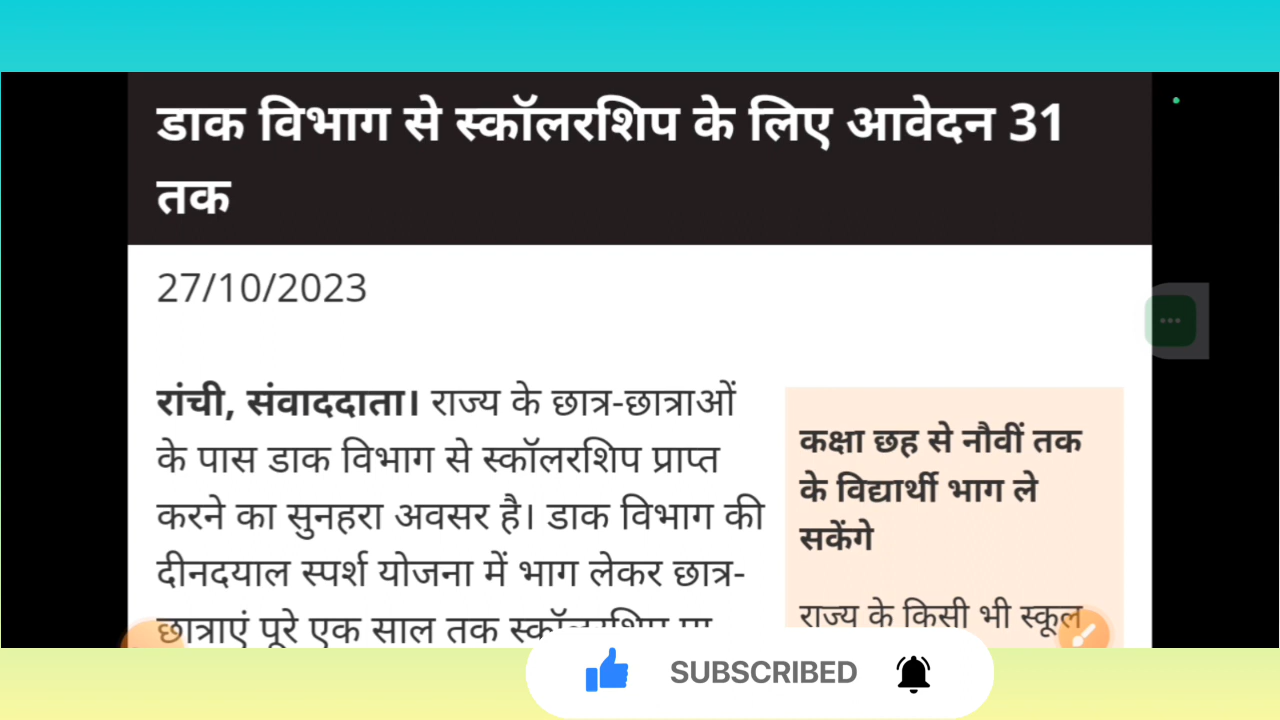 डाक विभाग से स्कॉलरशिप के लिए आवेदन 31
तक
27/10/2023
रांची, संवाददाता। राज्य के छात्र-छात्राओं
के पास डाक विभाग से स्कॉलरशिप प्राप्त
करने का सुनहरा अवसर है। डाक विभाग की
दीनदयाल स्पर्श योजना में भाग लेकर छात्र-
छात्राएं पूरे एक साल तक
कक्षा छह से नौवीं तक
के विद्यार्थी भाग ले
सकेंगे
राज्य के किसी भी स्कूल
SUBSCRIBED